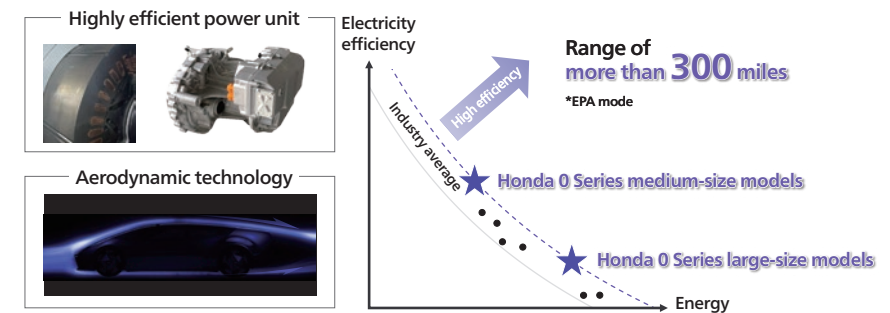 Highly efficient power unit
Aerodynamic technology
Electricity
efficiency
Industry average
High efficiency
Range of
more than 300 miles
*EPA mode
Honda 0 Series medium-size models
Honda 0 Series large-size models
Energy